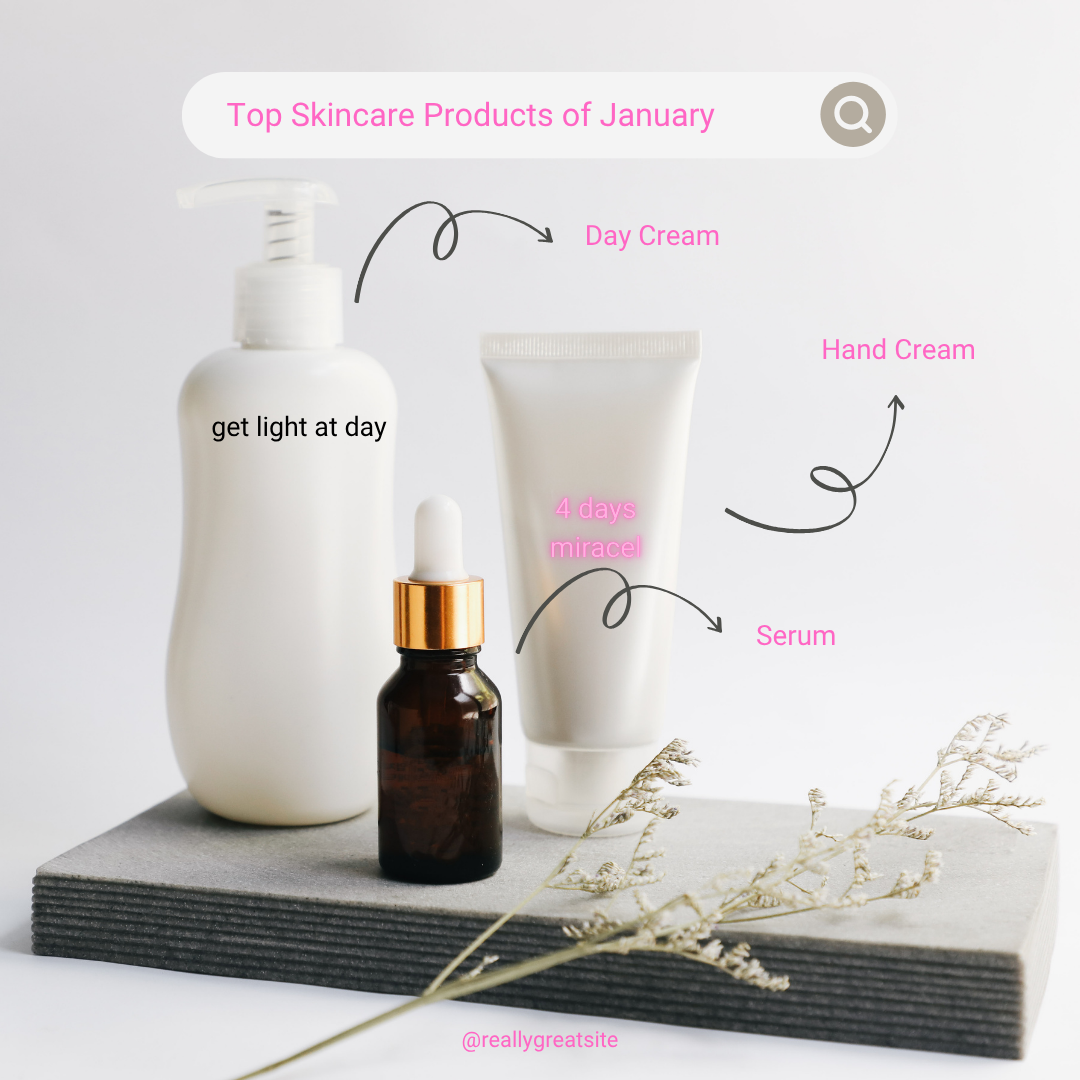 Top Skincare Products of January
Day Cream
Hand Cream
get light at day
4 days
miracel
Serum
@reallygreatsite